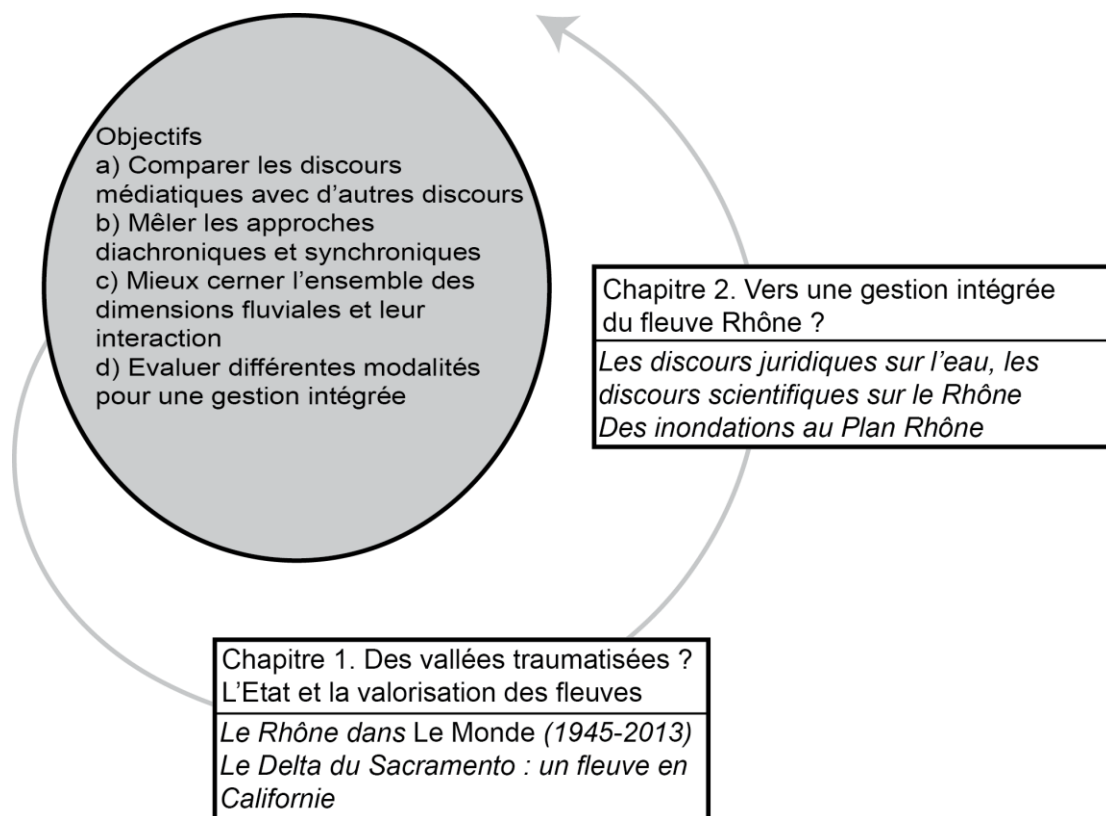 Objectifs
a) Comparer les discours
médiatiques avec d'autres discours
b) Mêler les approches
diachroniques et synchroniques
c) Mieux cerner l'ensemble des
dimensions fluviales et leur
interaction
d) Evaluer différentes modalités
pour une gestion intégrée
Chapitre 2. Vers une gestion intégrée
du fleuve Rhône ?
Les discours juridiques sur l'eau, les
discours scientifiques sur le Rhône
Des inondations au Plan Rhône
Chapitre 1. Des vallées traumatisées ?
L'Etat et la valorisation des fleuves
Le Rhône dans Le Monde (1945-2013)
Le Delta du Sacramento : un fleuve en
Californie